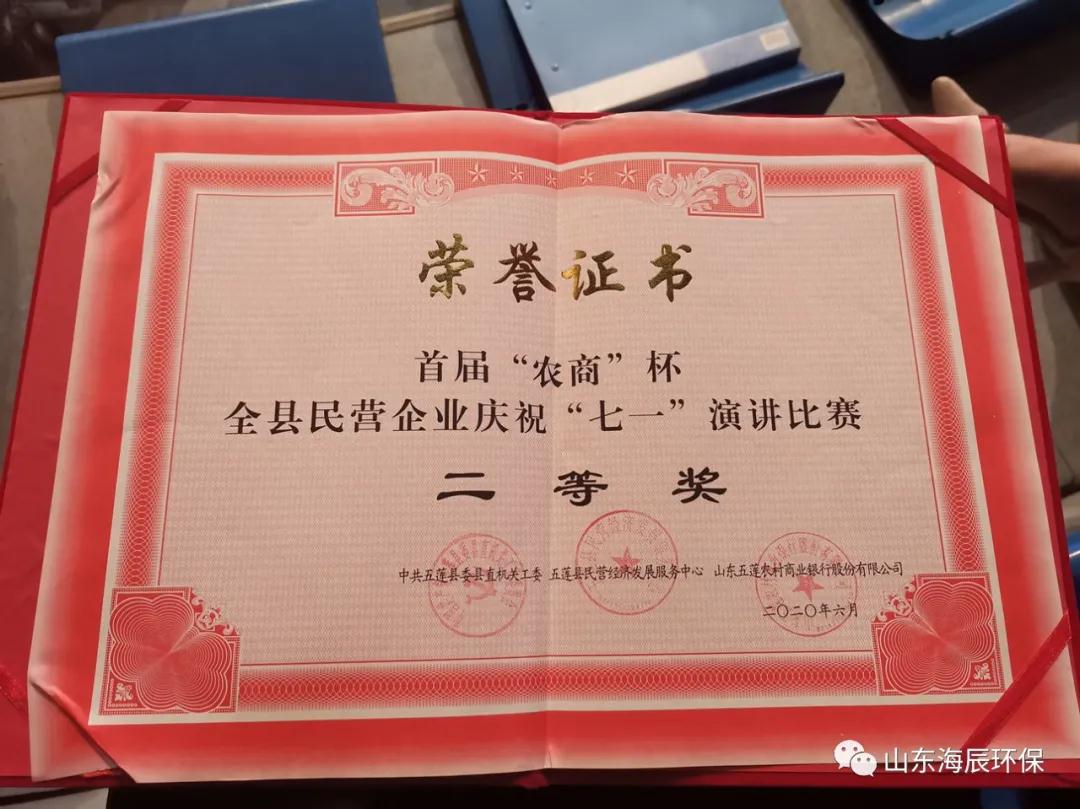 荣誉证书
首届“农商”杯
全县民营企业庆祝“七一”演讲比赛
二等奖
中共五莲县委县直机关工委 五莲县民营经济发展服务中心 山东五莲农村商业银行股份有限公司
二〇二〇年六月
山东海辰环保